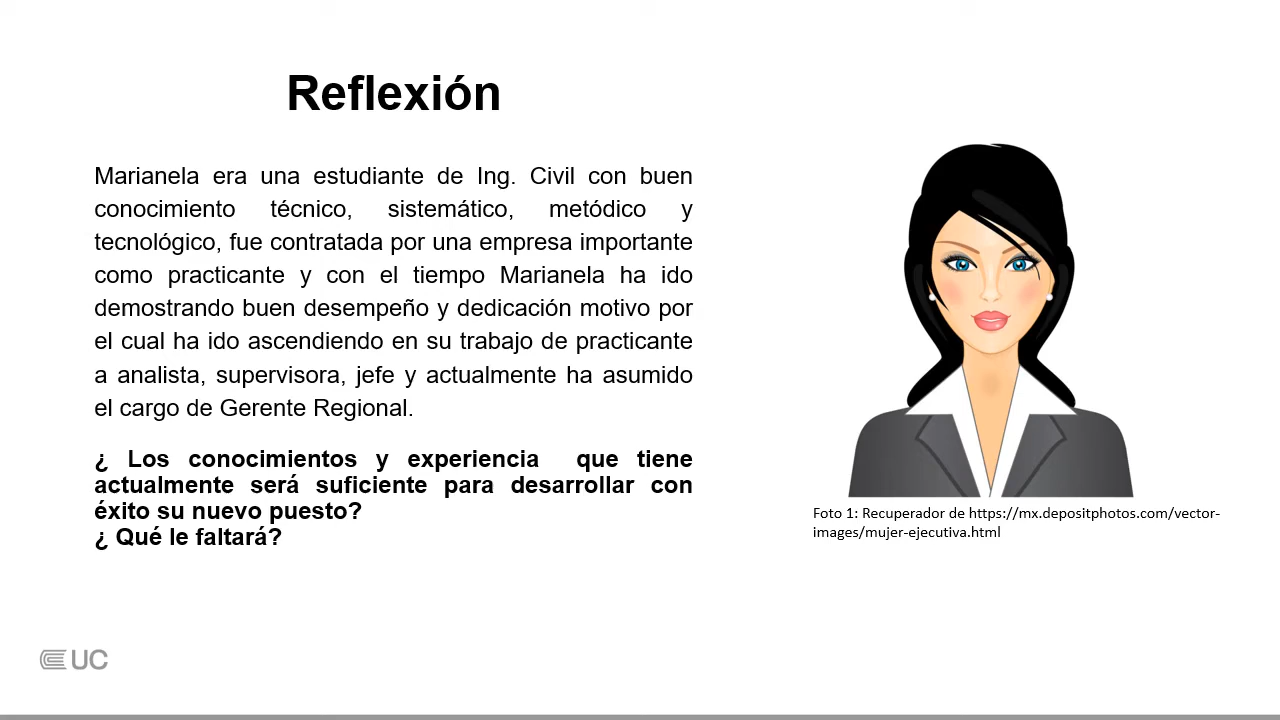 Reflexión
Marianela era una estudiante de Ing. Civil con buen
conocimiento técnico, sistemático, metódico y
tecnológico, fue contratada por una empresa importante
como practicante y con el tiempo Marianela ha ido
demostrando buen desempeño y dedicación motivo por
el cual ha ido ascendiendo en su trabajo de practicante
a analista, supervisora, jefe y actualmente ha asumido
el cargo de Gerente Regional.
¿ Los conocimientos y experiencia que tiene
actualmente será suficiente para desarrollar con
éxito su nuevo puesto?
¿ Qué le faltará?
Foto 1: Recuperador de https://mx.depositphotos.com/vector-
images/mujer-ejecutiva.html
UC